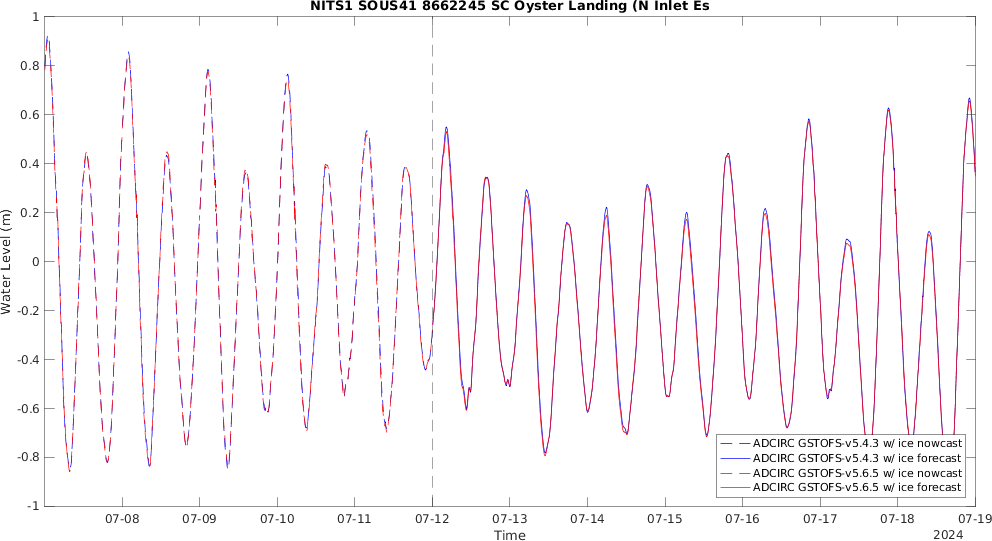 NITS1 SOUS41 8662245 SC Oyster Landing (N Inlet Es
1
0.8
0.6
0.4
0.2
0
-0.2
-0.4
-0.6
-0.8
-1
Water Level (m)
ADCIRC GSTOFS-v5.4.3 w/ ice nowcast
ADCIRC GSTOFS-v5.4.3 w/ ice forecast
ADCIRC GSTOFS-v5.6.5 w/ ice nowcast
ADCIRC GSTOFS-v5.6.5 w/ ice forecast
07-08 07-09 07-10 07-11 07-12 07-13 07-14 07-15 07-16 07-17 07-18 07-19
Time
2024